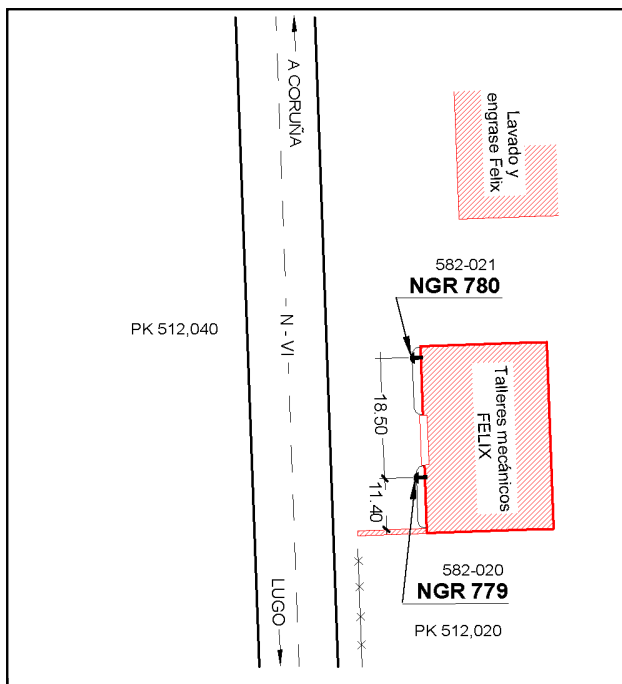 A CORUÑA
Lavado y
engrase Felix
582-021
NGR 780
PK 512,040
N - VI
Talleres mecánicos
FELIX
18.50
11.40
582-020
NGR 779
LUGO
PK 512,020